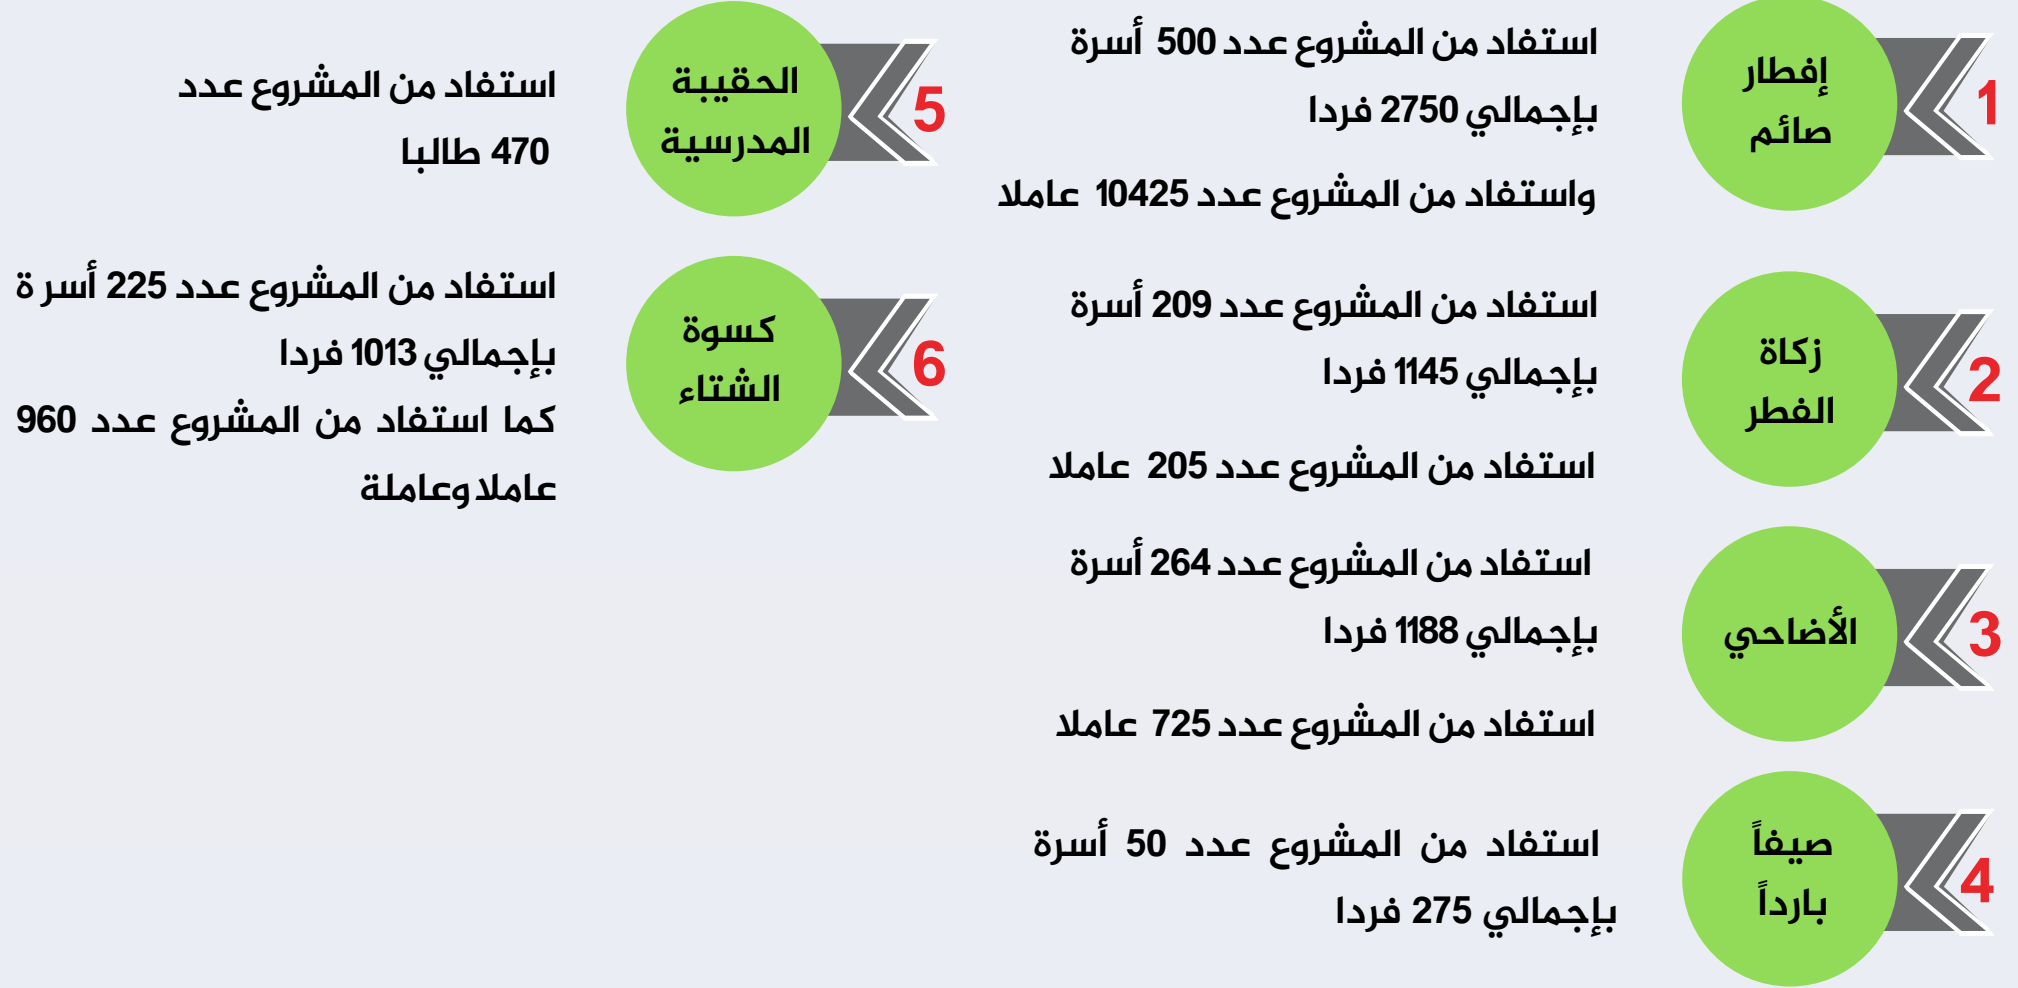 1
إفطار
صائم
استفاد من المشروع عدد 500 أسرة
بإجمالي 2750 فردا
واستفاد من المشروع عدد 10425 عاملا
2
زكاة
الفطر
استفاد من المشروع عدد 209 أسرة
بإجمالي 1145 فردا
استفاد من المشروع عدد 205 عاملا
3
الأضاحي
استفاد من المشروع عدد 264 أسرة
بإجمالي 1188 فردا
استفاد من المشروع عدد 725 عاملا
4
صيفاً
بارداً
استفاد من المشروع عدد 50 أسرة
بإجمالي 275 فردا
5
الحقيبة
المدرسية
استفاد من المشروع عدد
470 طالبا
6
كسوة
الشتاء
استفاد من المشروع عدد 225 أسر ة
بإجمالي 1013 فردا
كما استفاد من المشروع عدد 960
عاملا وعاملة